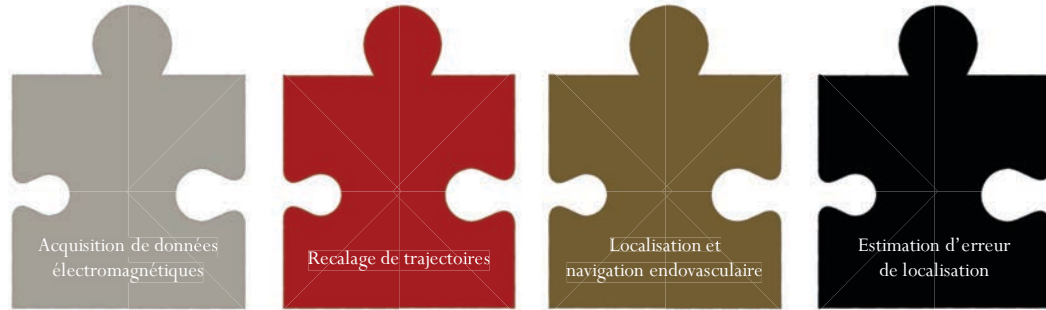 Acquisition de données
électromagnétiques
Recalage de trajectoires
Localisation et
navigation endovasculaire
Estimation d’erreur
de localisation